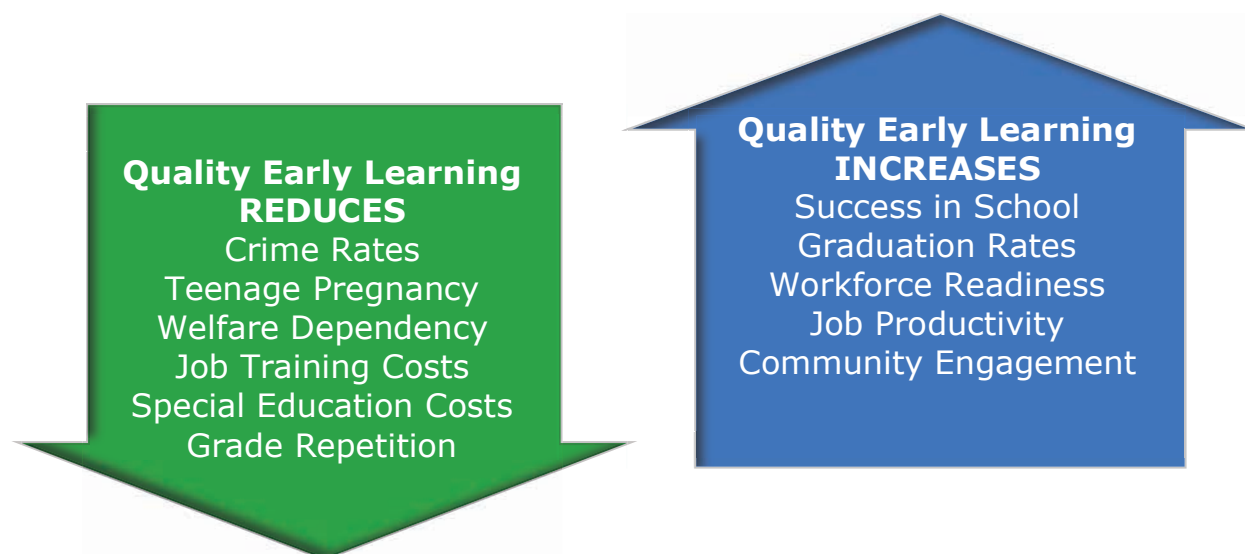 Quality Early Learning
REDUCES
Crime Rates
Teenage Pregnancy
Welfare Dependency
Job Training Costs
Special Education Costs
Grade Repetition
Quality Early Learning
INCREASES
Success in School
Graduation Rates
Workforce Readiness
Job Productivity
Community Engagement